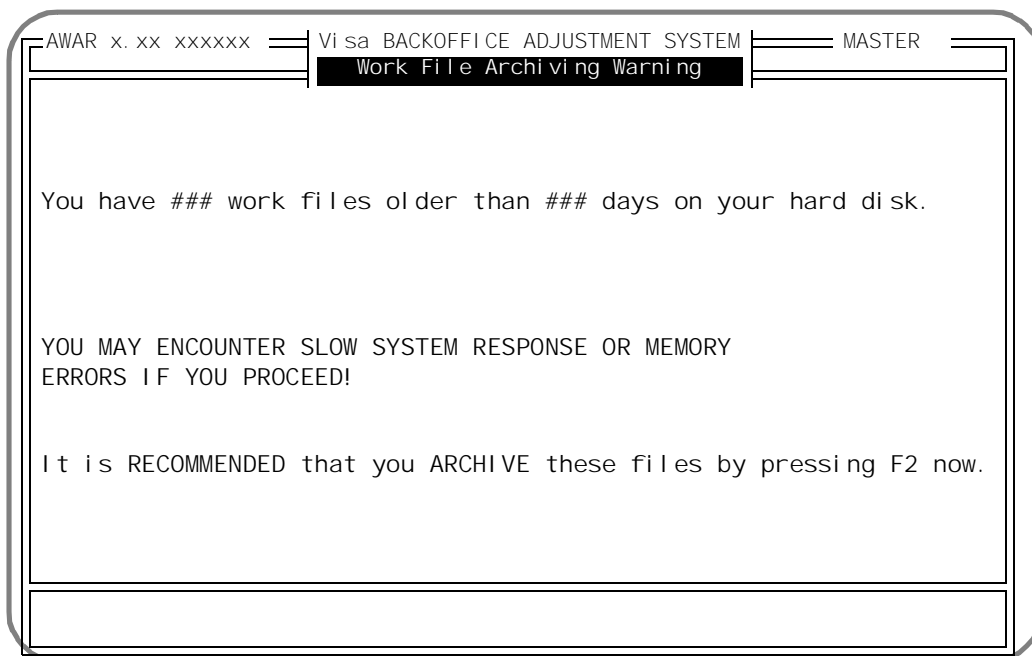 AWAR x.xx xxxxxx Visa BACKOFFICE ADJUSTMENT SYSTEM MASTER
Work File Archiving Warning
You have ### work files older than ### days on your hard disk.
YOU MAY ENCOUNTER SLOW SYSTEM RESPONSE OR MEMORY
ERRORS IF YOU PROCEED!
It is RECOMMENDED that you ARCHIVE these files by pressing F2 now.